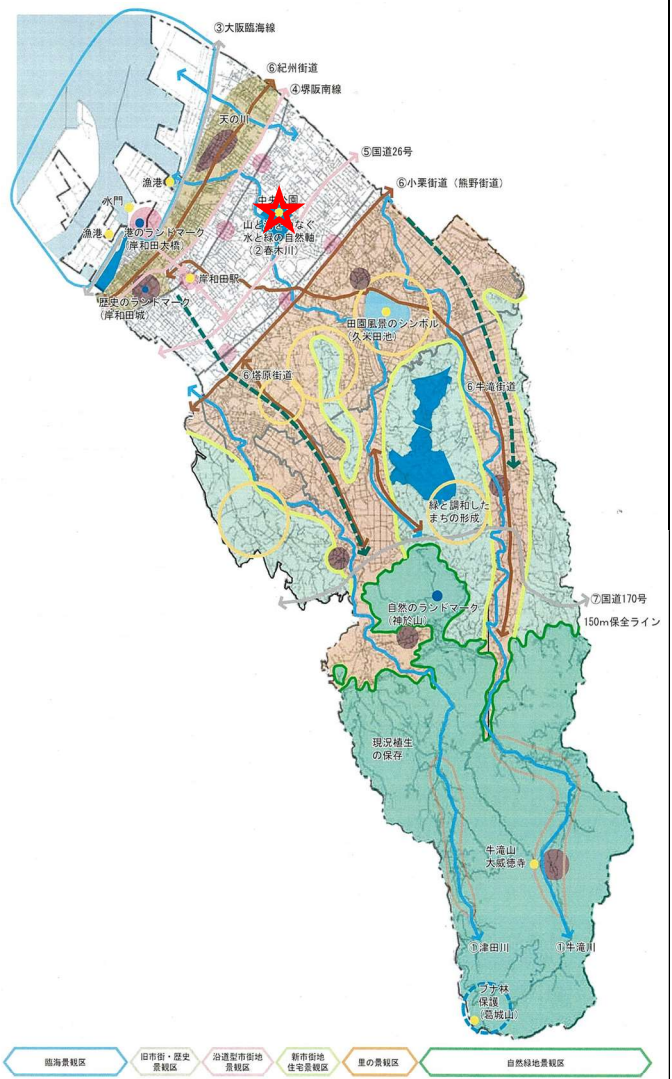 ③大阪臨海線
⑥紀州街道
④堺阪南線
天の川
⑤国道26号
漁港
⑥小栗街道（熊野街道）
水門
漁港
港のランドマーク
（岸和田大橋）
水と緑の自然軸
（②春木川）
岸和田駅
歴史のランドマーク
（岸和田城）
田園風景のシンボル
（久米田池）
⑥塔原街道
⑥牛滝街道
緑と調和した
まちの形成
⑦国道170号
自然のランドマーク
（神於山）
150m保全ライン
現況植生
の保存
牛滝山
大威徳寺
①津田川
①牛滝川
ブナ林
保護
（葛城山）
臨海景観区
旧市街・歴史
景観区
沿道型市街地
景観区
新市街地
住宅景観区
里の景観区
自然緑地景観区